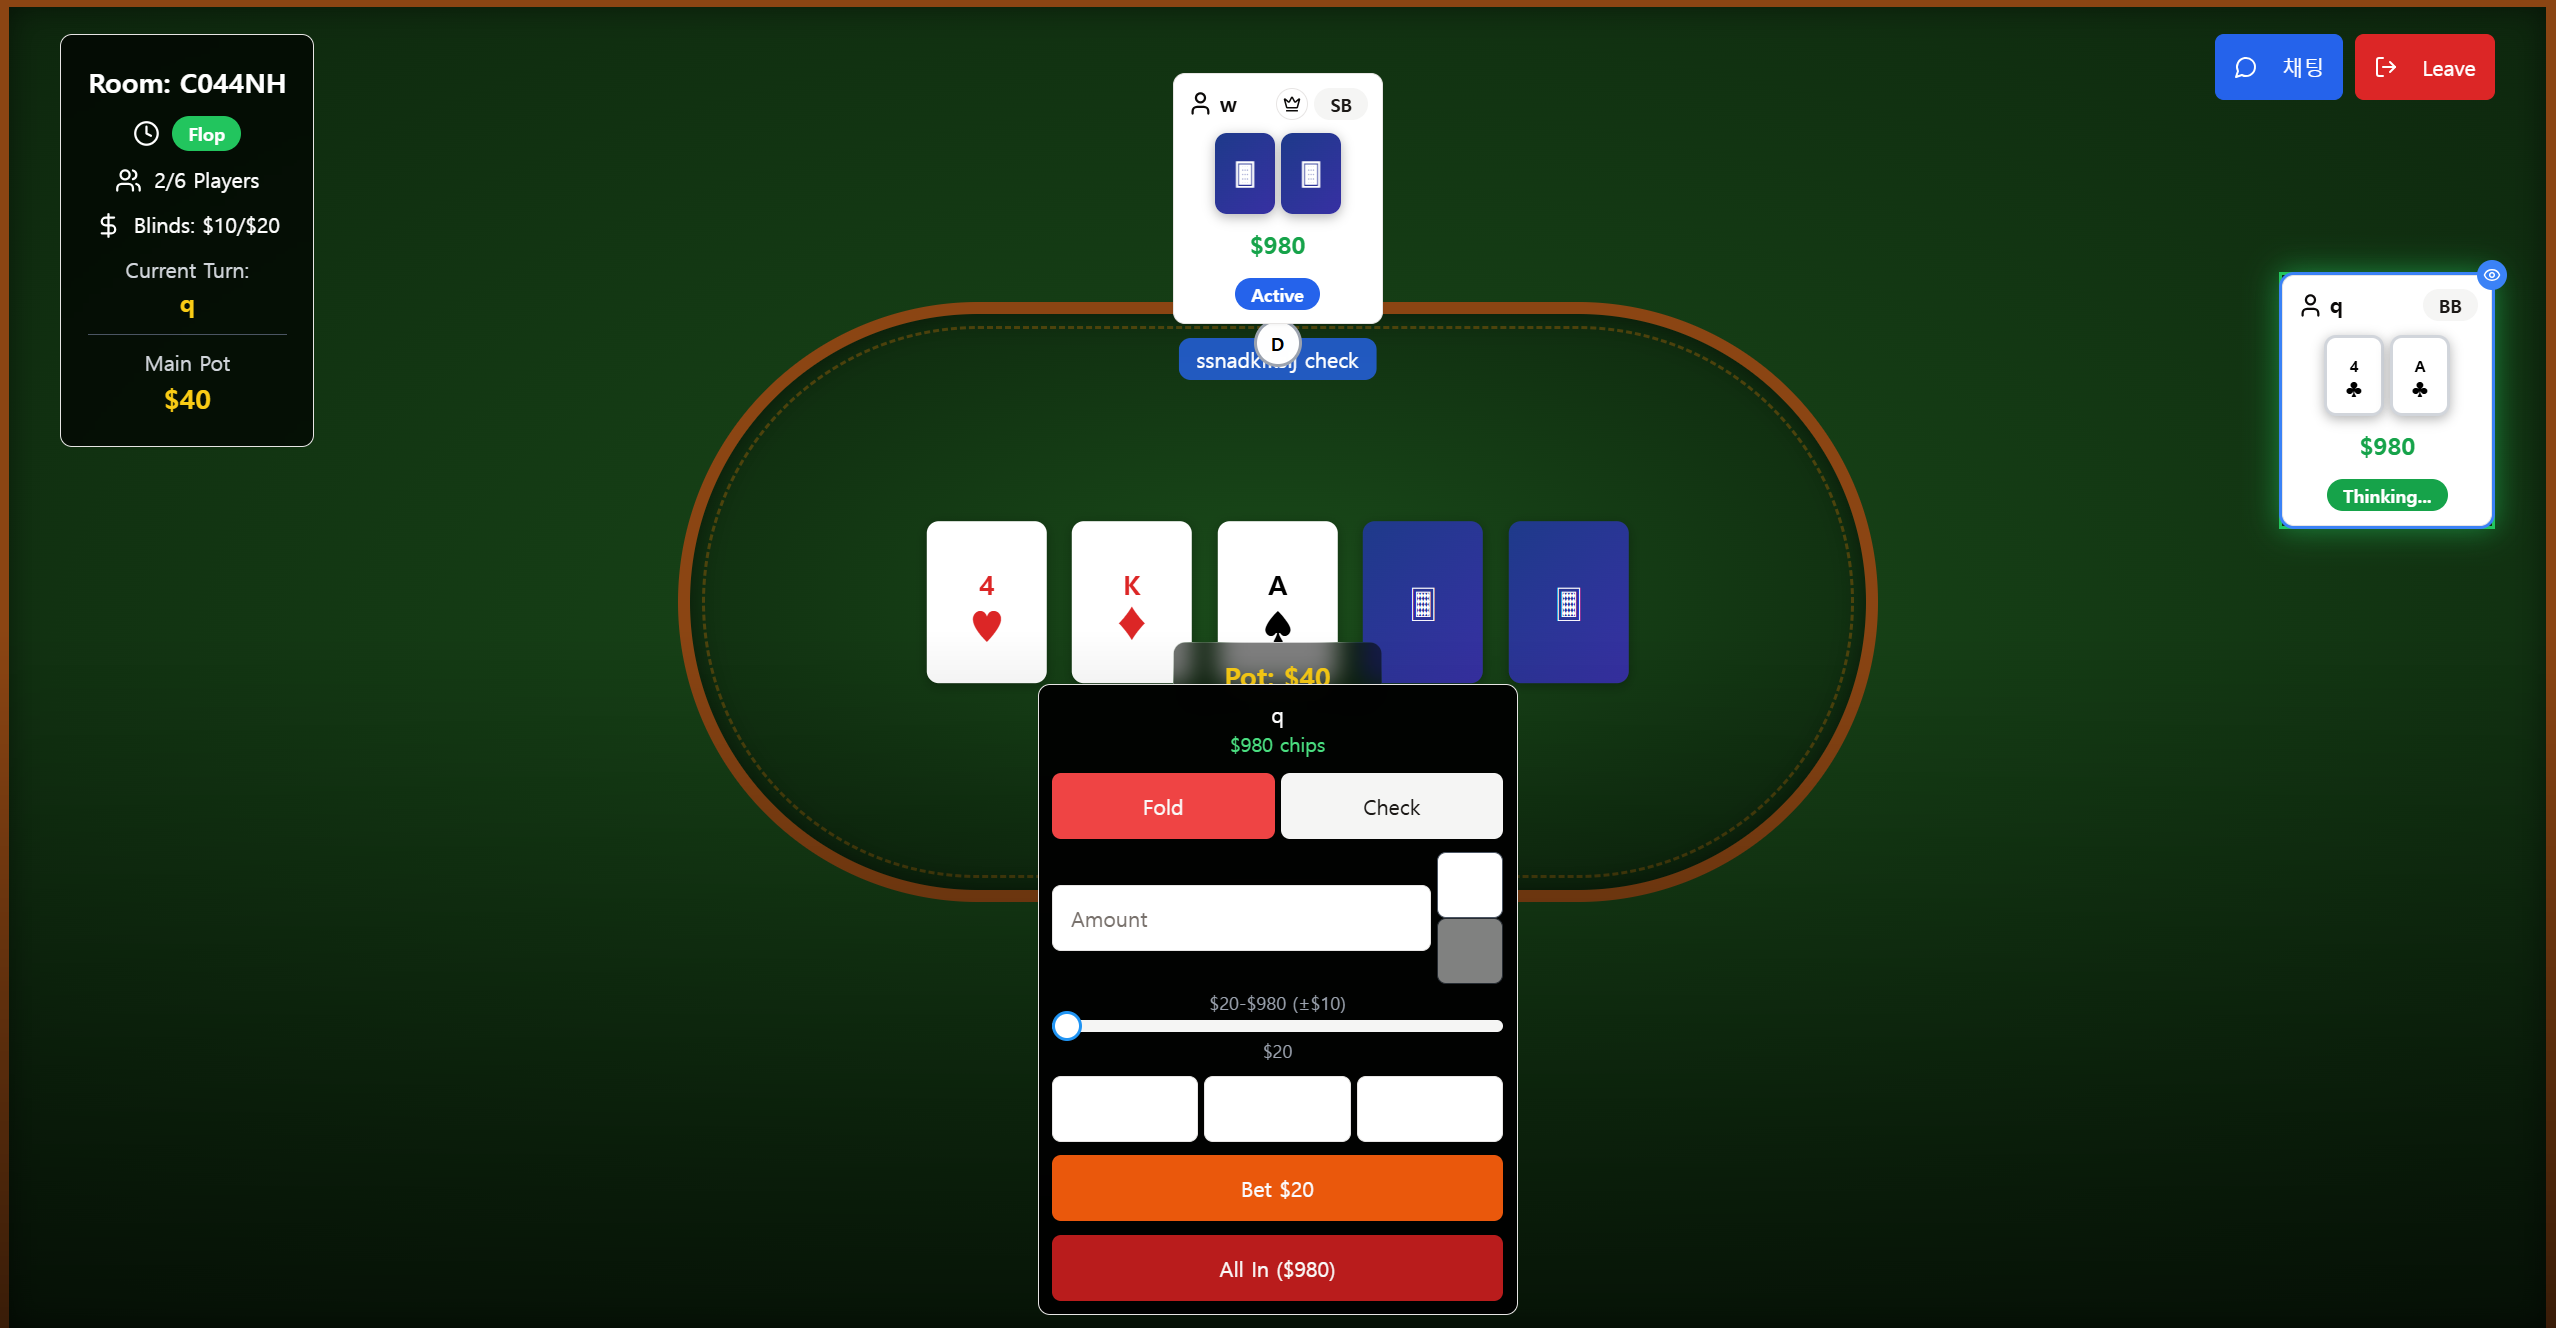 Room: C044NH
Flop
2/6 Players
Blinds: $10/$20
Current Turn:
q
Main Pot
$40
w
SB
$980
Active
D
check
채팅
Leave
q
BB
4
A
$980
Thinking...
4
K
A
Pot: $40
q
$980 chips
Fold
Check
Amount
$20-$980 (±$10)
$20
Bet $20
All In ($980)